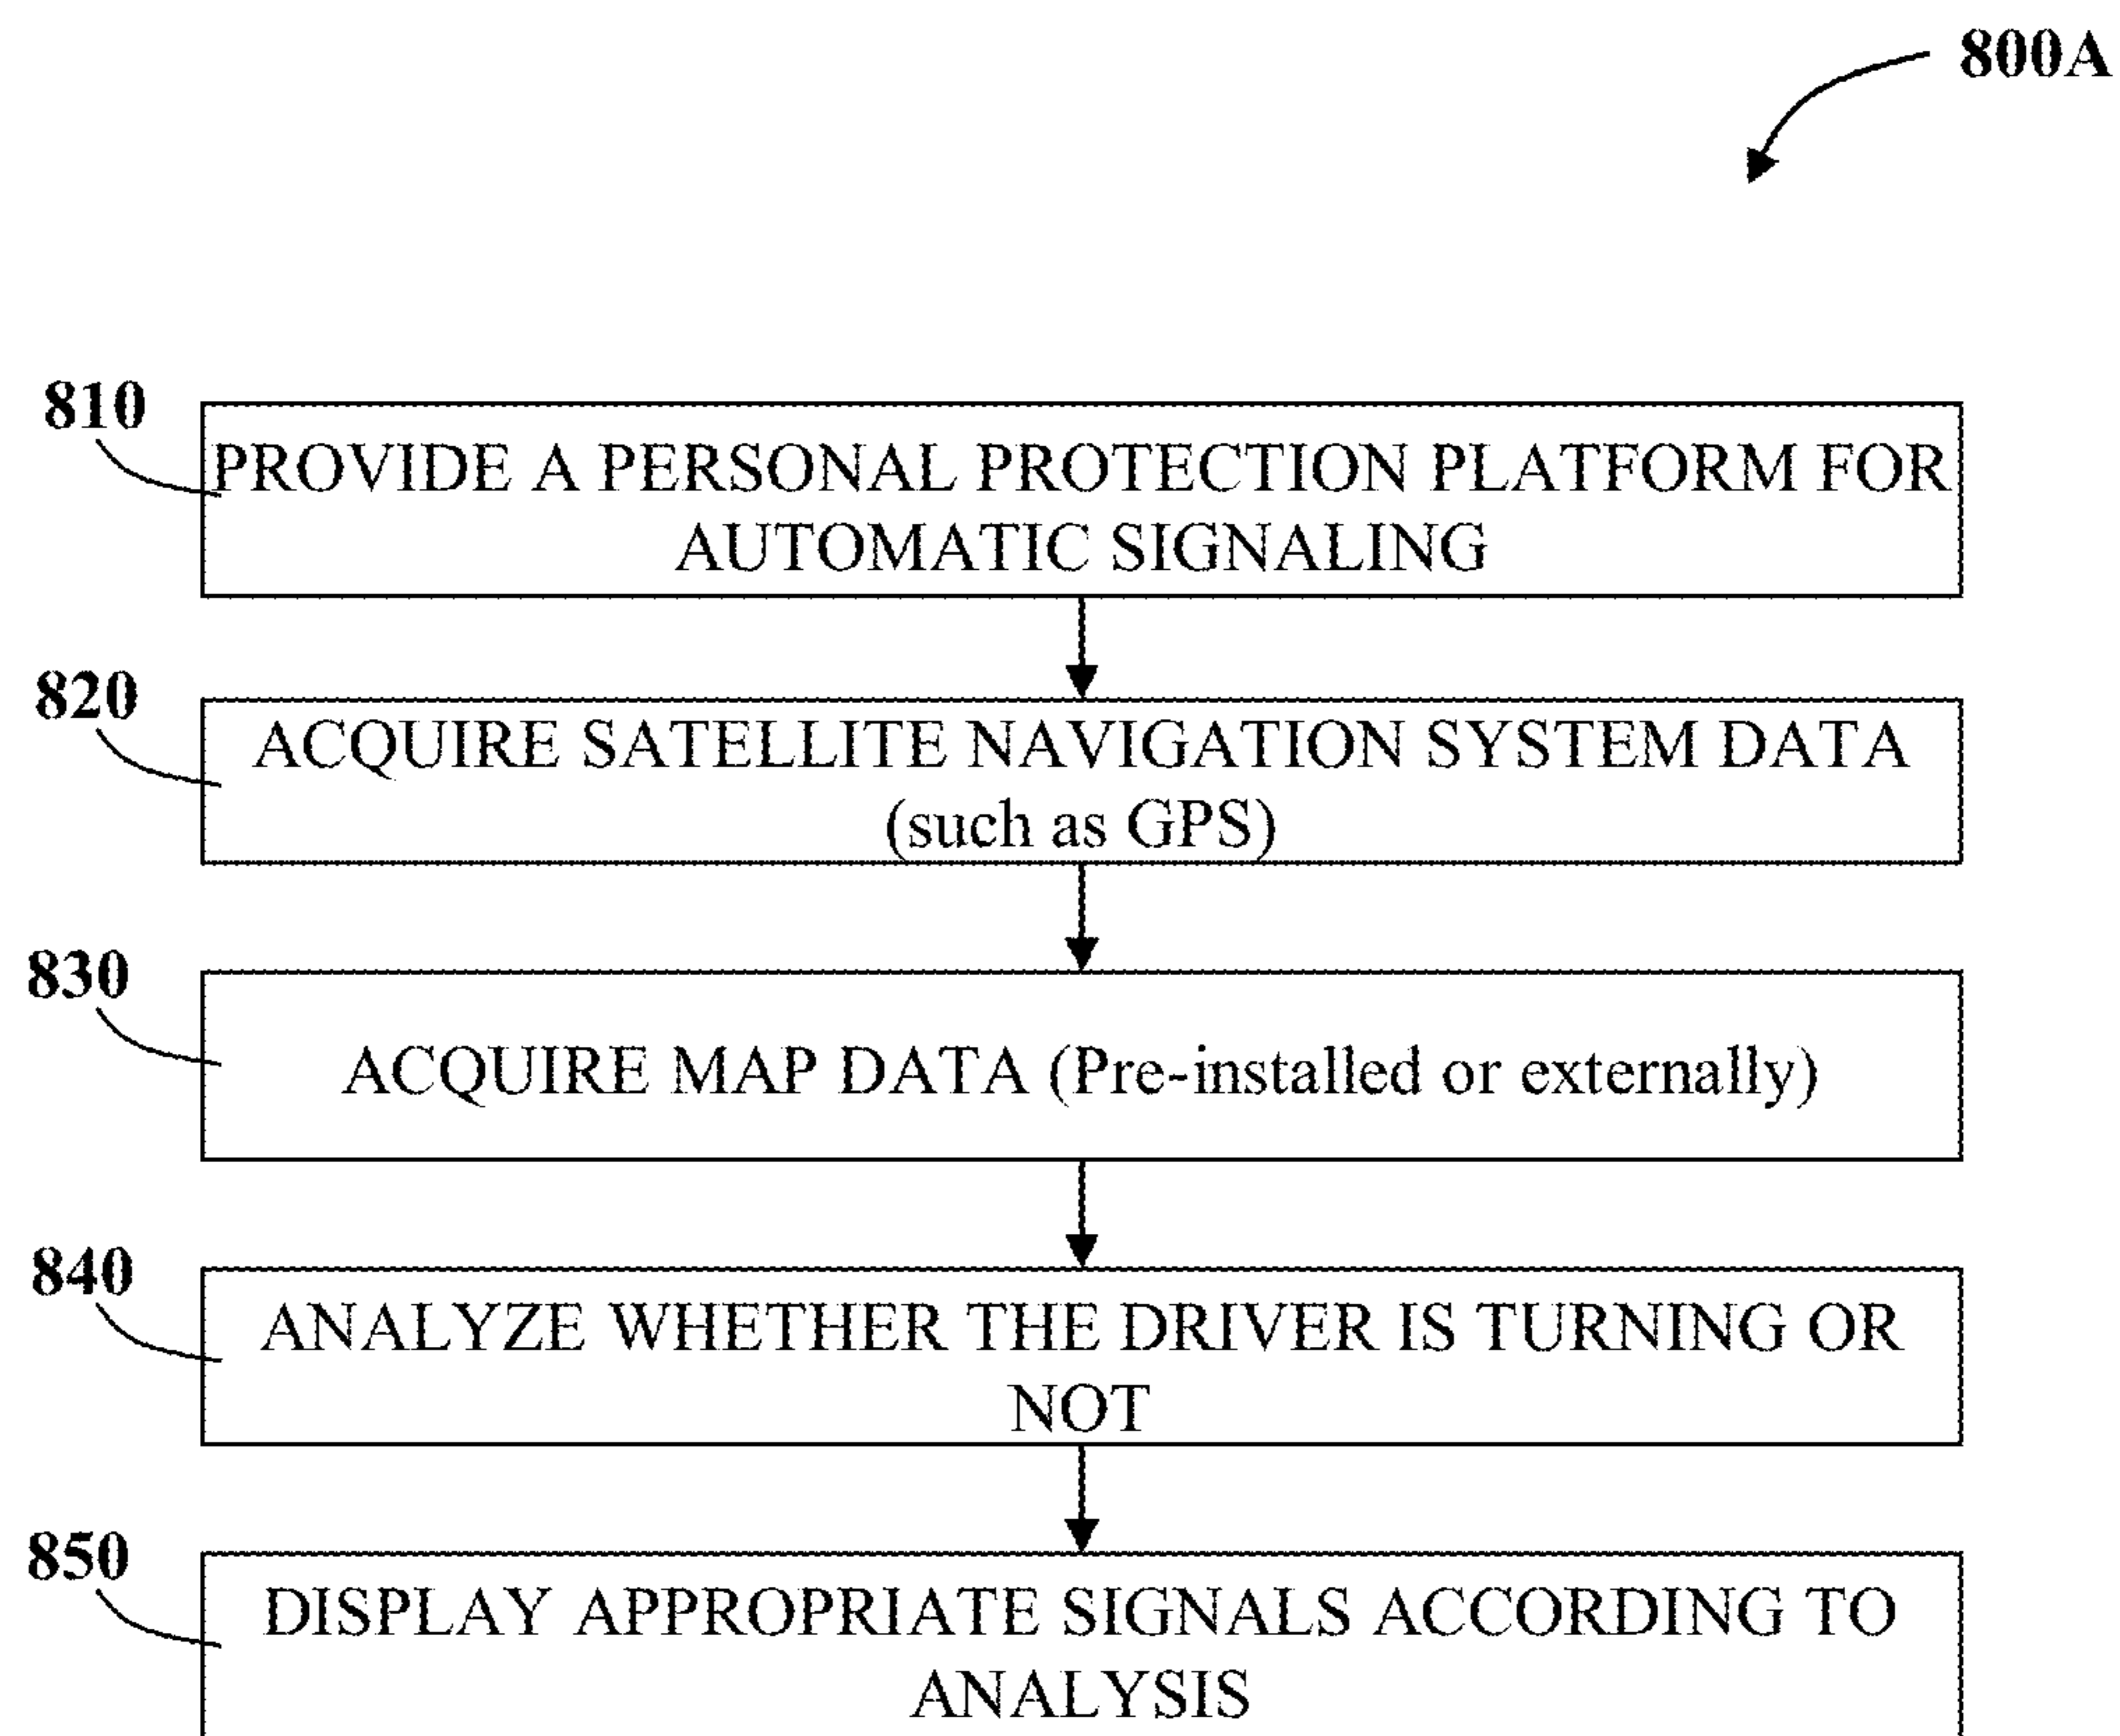 800A
810
PROVIDE A PERSONAL PROTECTION PLATFORM FOR
AUTOMATIC SIGNALING
820
ACQUIRE SATELLITE NAVIGATION SYSTEM DATA
(such as GPS)
830
ACQUIRE MAP DATA (Pre-installed or externally)
840
ANALYZE WHETHER THE DRIVER IS TURNING OR
NOT
850
DISPLAY APPROPRIATE SIGNALS ACCORDING TO
ANALYSIS